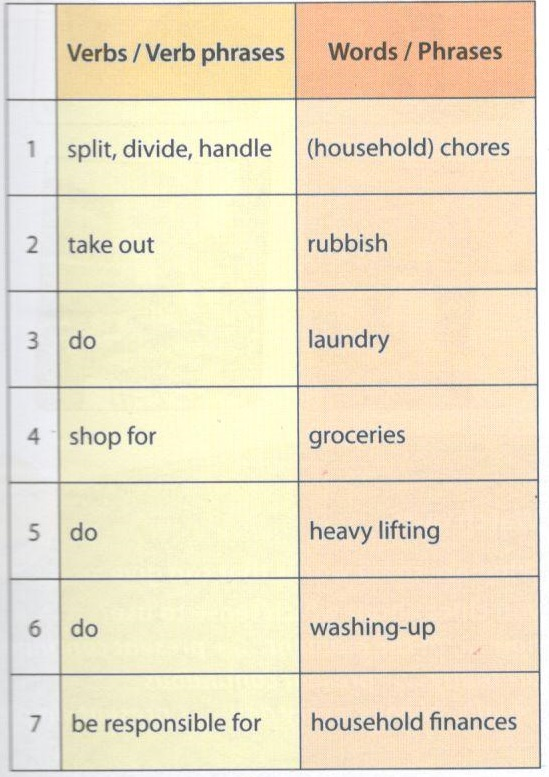 Verbs / Verb phrases Words / Phrases
1 split, divide, handle (household) chores
2 take out rubbish
3 do laundry
4 shop for groceries
5 do heavy lifting
6 do washing-up
7 be responsible for household finances